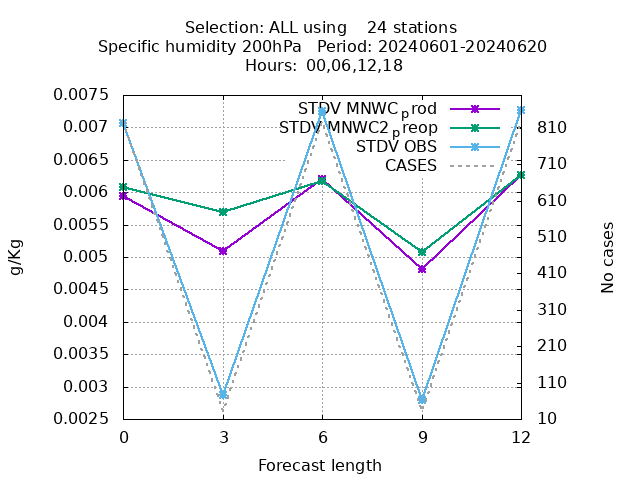 Selection: ALL using    24 stations
Specific humidity 200hPa   Period: 20240601-20240620
Hours:  00,06,12,18
STDV MNWC_prod
STDV MNWC2_preop
STDV OBS
CASES
0.0075
0.007
0.0065
0.006
0.0055
0.005
0.0045
0.004
0.0035
0.003
0.0025
810
710
610
510
410
310
210
110
10
g/Kg
No cases
0 3 6 9 12
Forecast length